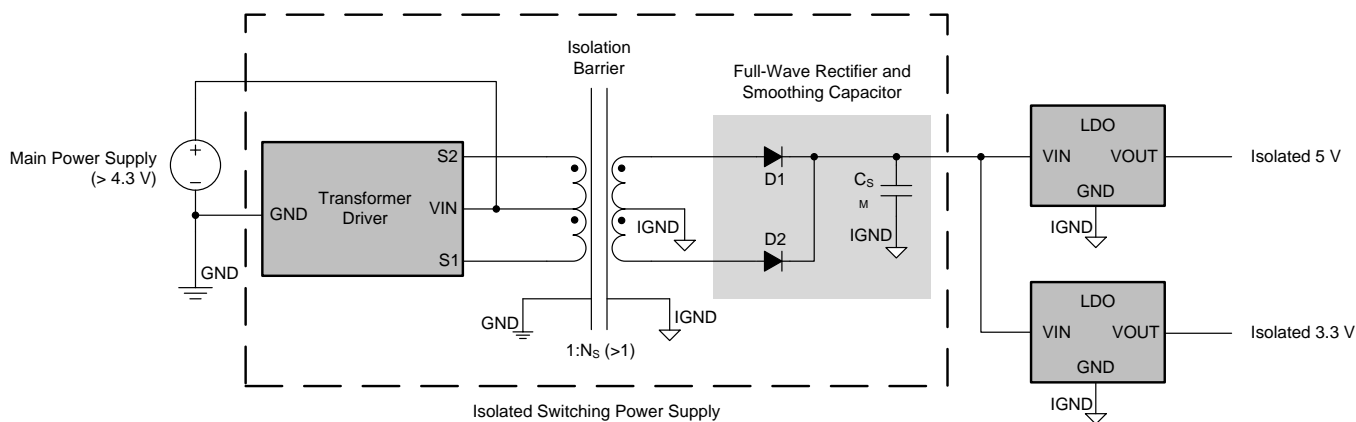 Isolation
Barrier
Full-Wave Rectifier and
Smoothing Capacitor
Main Power Supply
(> 4.3 V)
+
−
GND
GND
Transformer
Driver
S2
VIN
S1
IGND
D1
D2
CS
M
IGND
GND
IGND
1:NS (>1)
Isolated Switching Power Supply
LDO
VIN
VOUT
GND
IGND
Isolated 5 V
LDO
VIN
VOUT
GND
IGND
Isolated 3.3 V